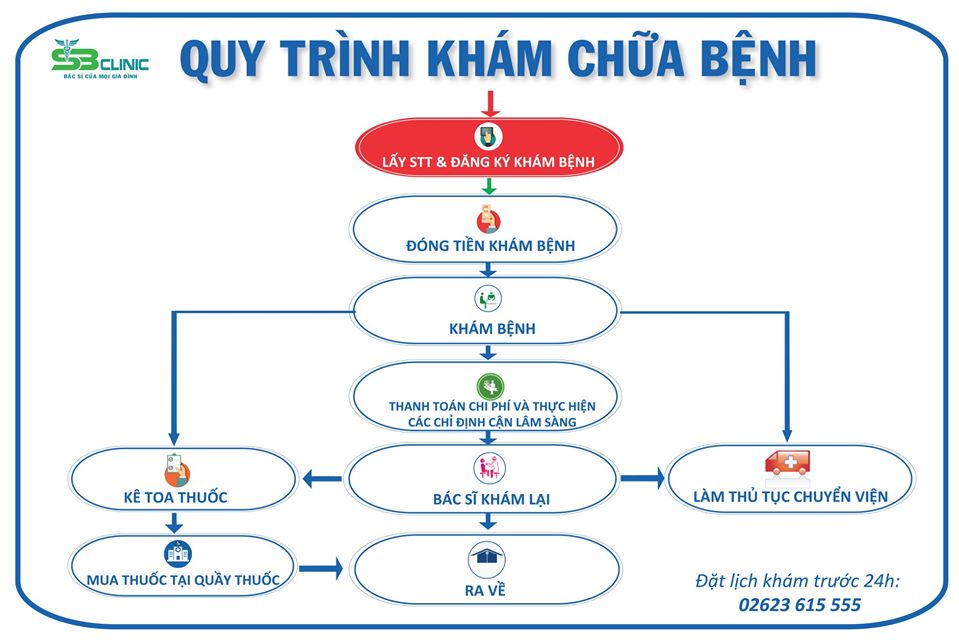 SB CLINIC
BÁC SĨ CỦA MỌI GIA ĐÌNH
QUY TRÌNH KHÁM CHỮA BỆNH
LẤY STT & ĐĂNG KÝ KHÁM BỆNH
ĐÓNG TIỀN KHÁM BỆNH
KHÁM BỆNH
THANH TOÁN CHI PHÍ VÀ THỰC HIỆN
CÁC CHỈ ĐỊNH CẬN LÂM SÀNG
KÊ TOA THUỐC
BÁC SĨ KHÁM LẠI
LÀM THỦ TỤC CHUYỂN VIỆN
MUA THUỐC TẠI QUẦY THUỐC
RA VỀ
Đặt lịch khám trước 24h:
02623 615 555